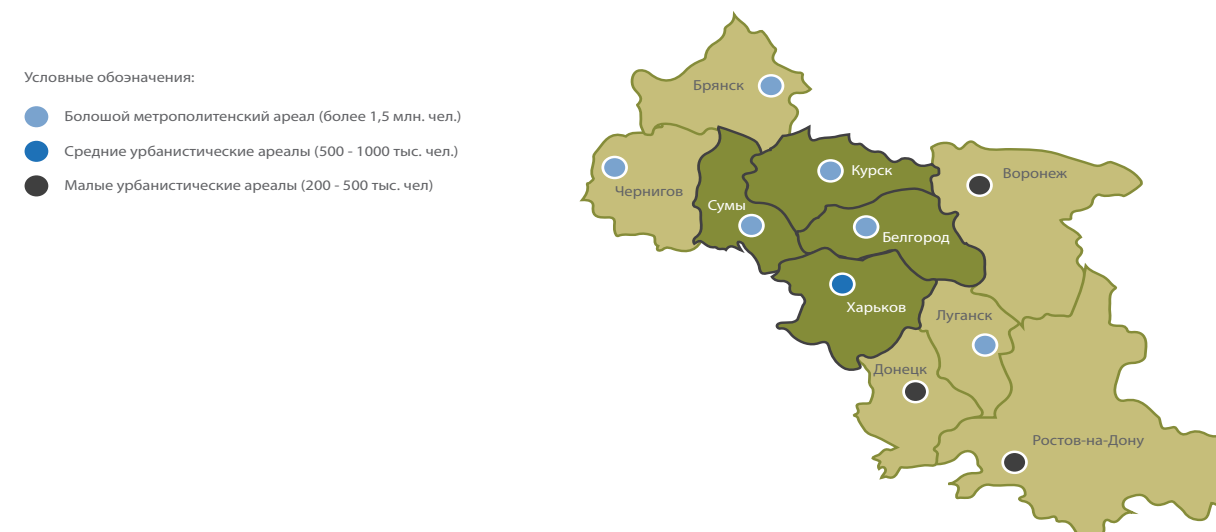 Условные обозначения:
Болошой метрополитенский ареал (более 1,5 млн. чел.)
Средние урбанистические ареалы (500 - 1000 тыс. чел.)
Малые урбанистические ареалы (200 - 500 тыс. чел)
Брянск
Чернигов
Сумы
Курск
Воронеж
Белгород
Харьков
Луганск
Донецк
Ростов-на-Дону